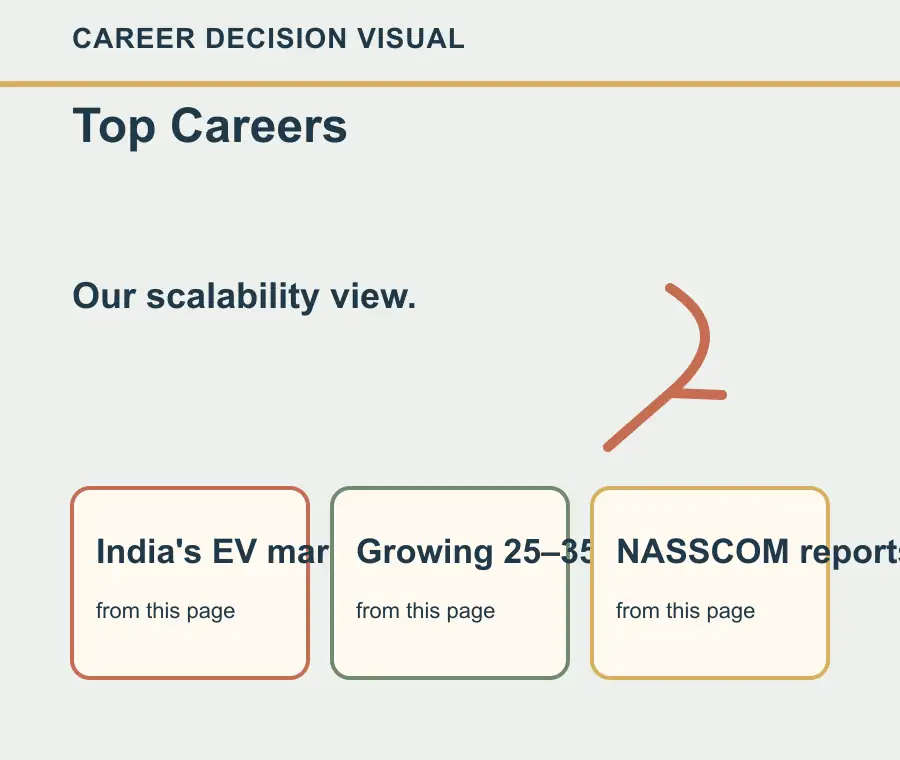 CAREER DECISION VISUAL
Top Careers
Our scalability view.
India's EV mar
Growing 25–35
NASSCOM reports
from this page
from this page
from this page